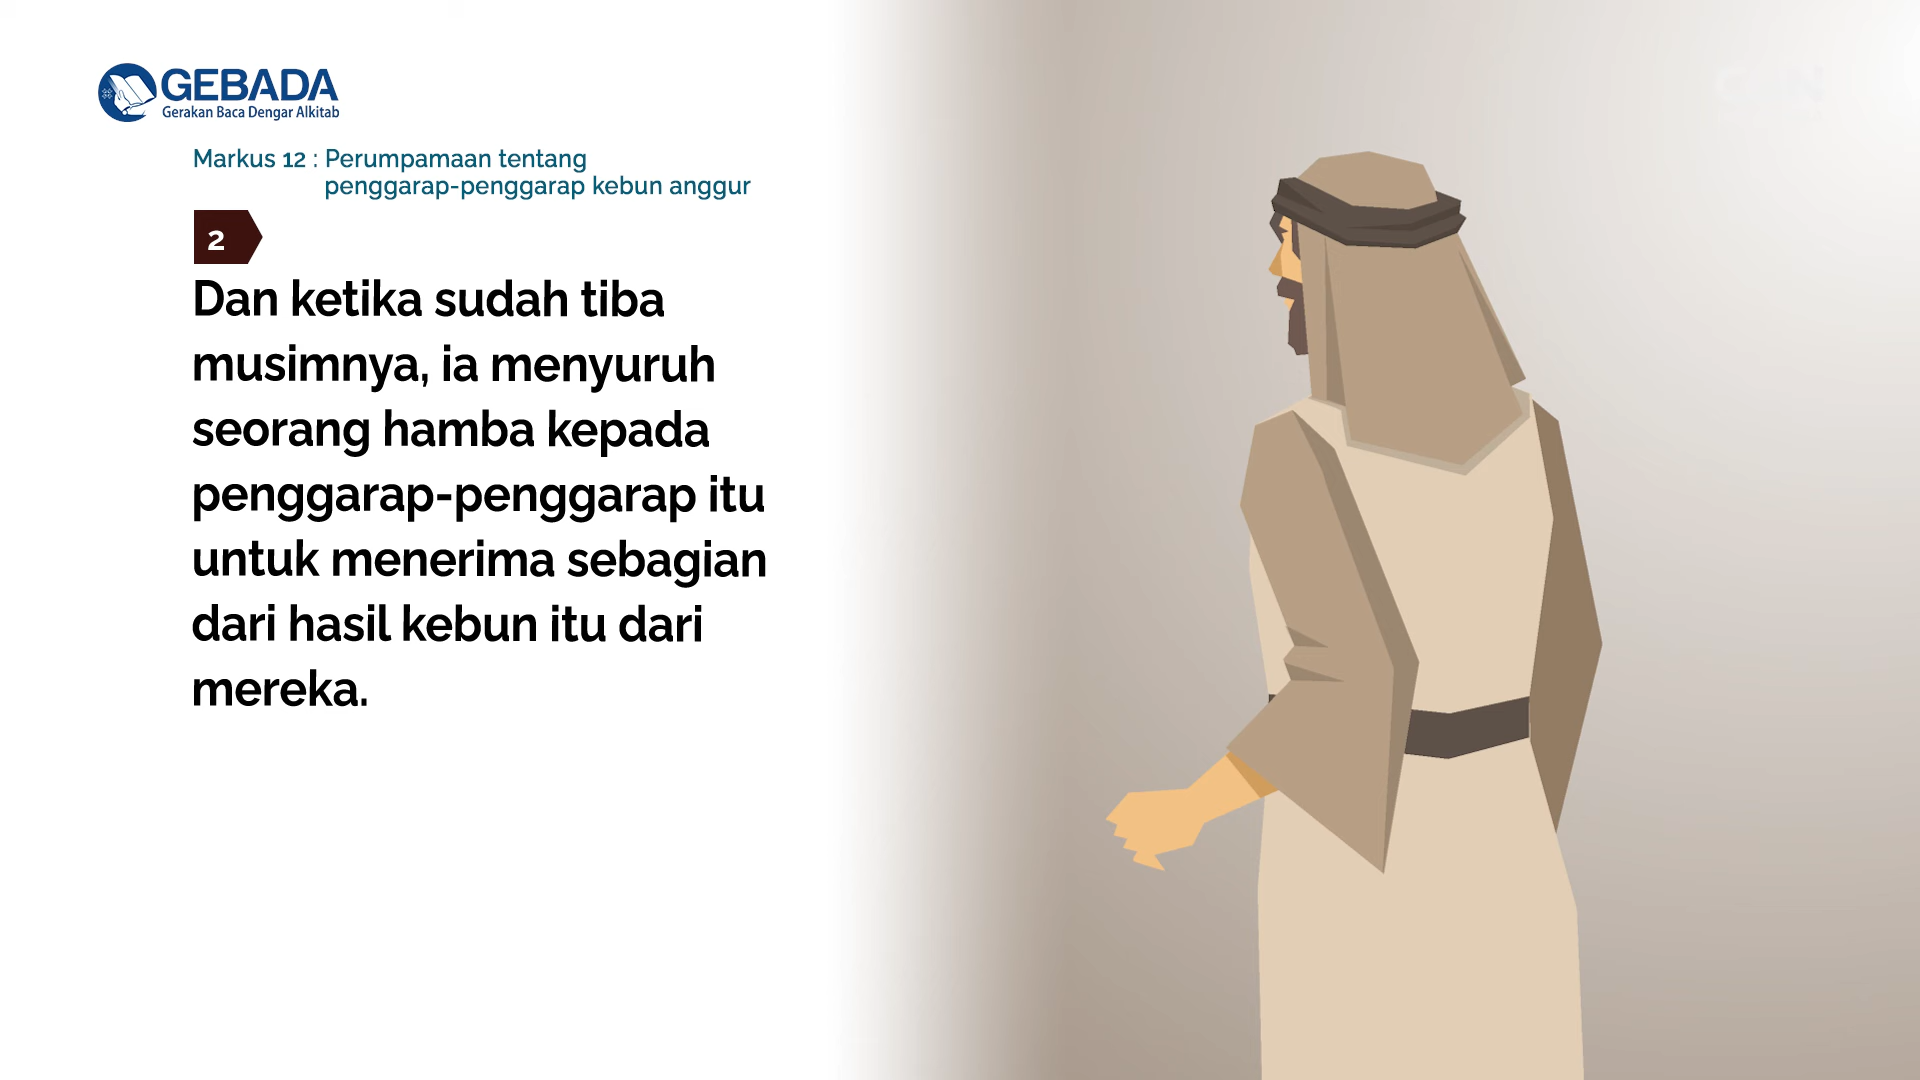 GEBADA
Gerakan Baca Dengar Alkitab
Markus 12 : Perumpamaan tentang
penggarap-penggarap kebun anggur
2
Dan ketika sudah tiba
musimnya, ia menyuruh
seorang hamba kepada
penggarap-penggarap itu
untuk menerima sebagian
dari hasil kebun itu dari
mereka.